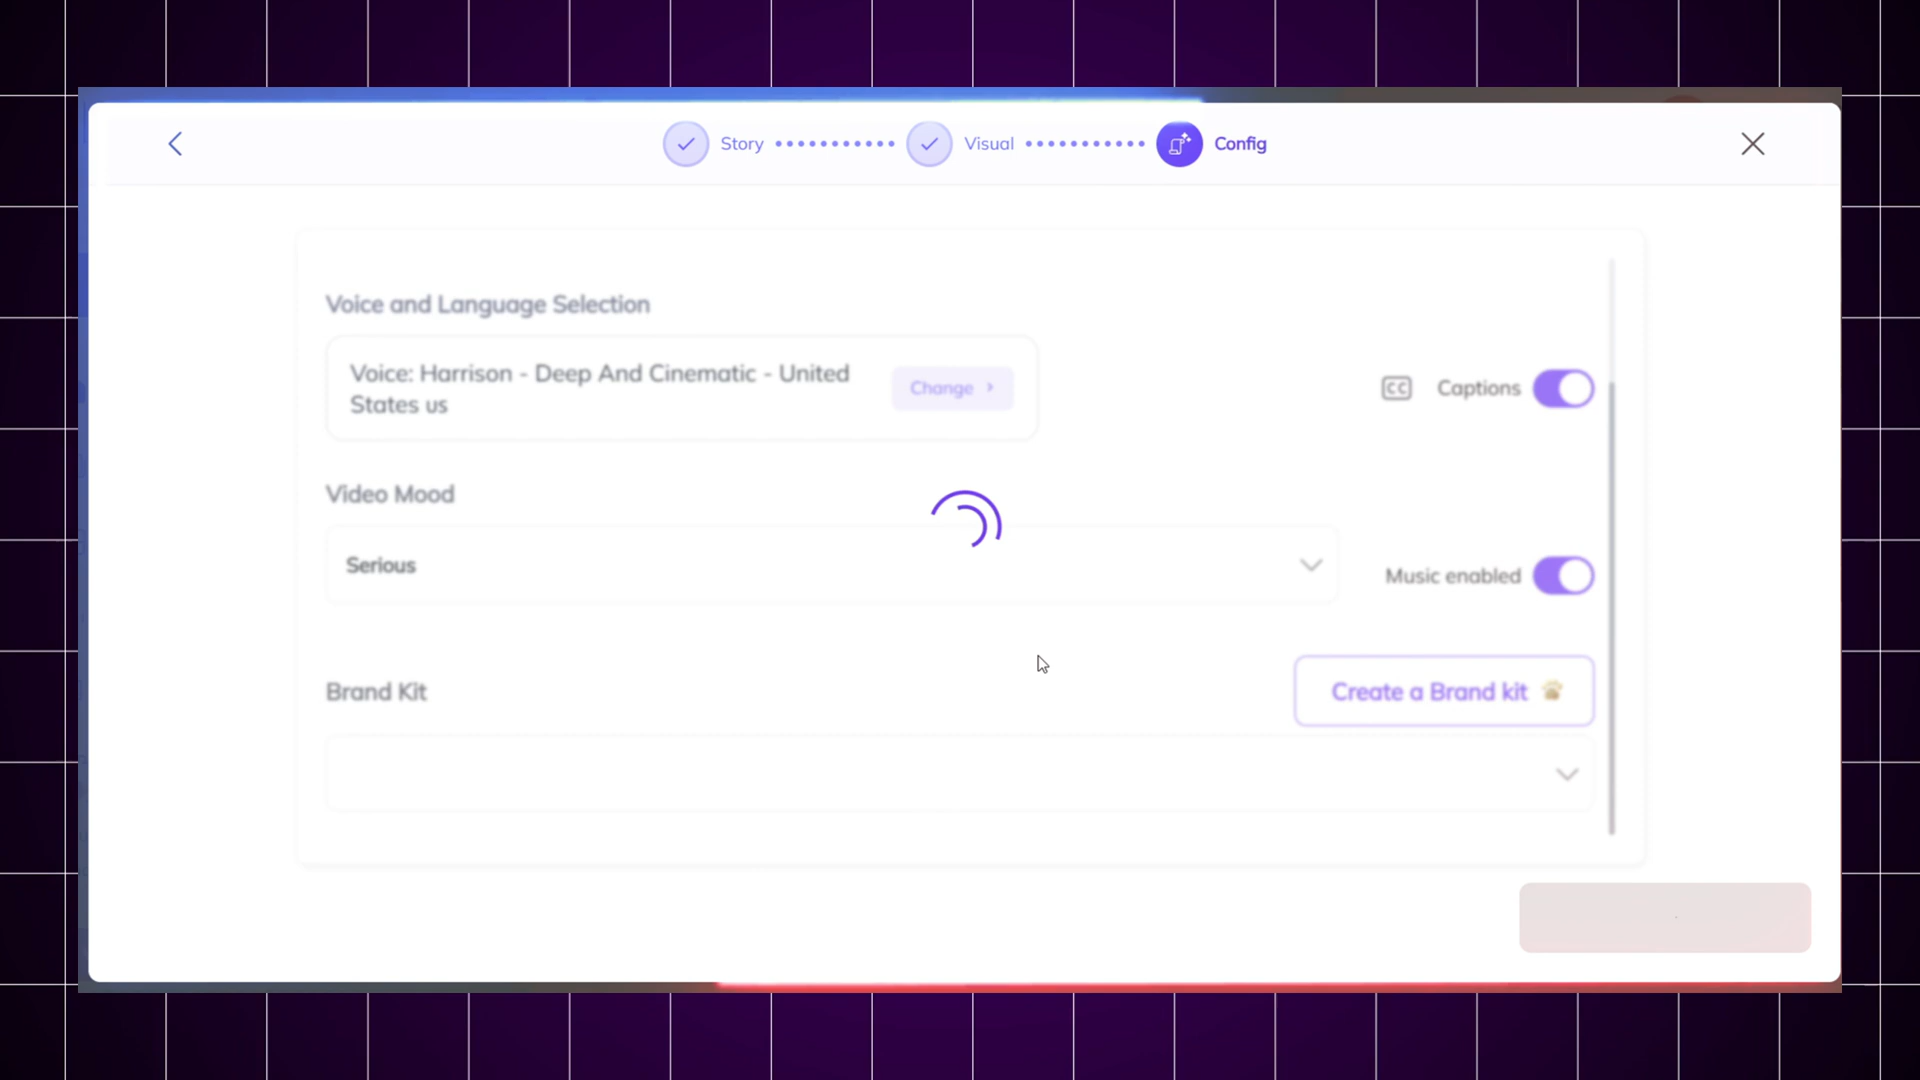 Story
Visual
Config
Voice and Language Selection
Voice: Harrison - Deep And Cinematic - United
States us
Change
CC Captions
Video Mood
Serious
Music enabled
Brand Kit
Create a Brand kit